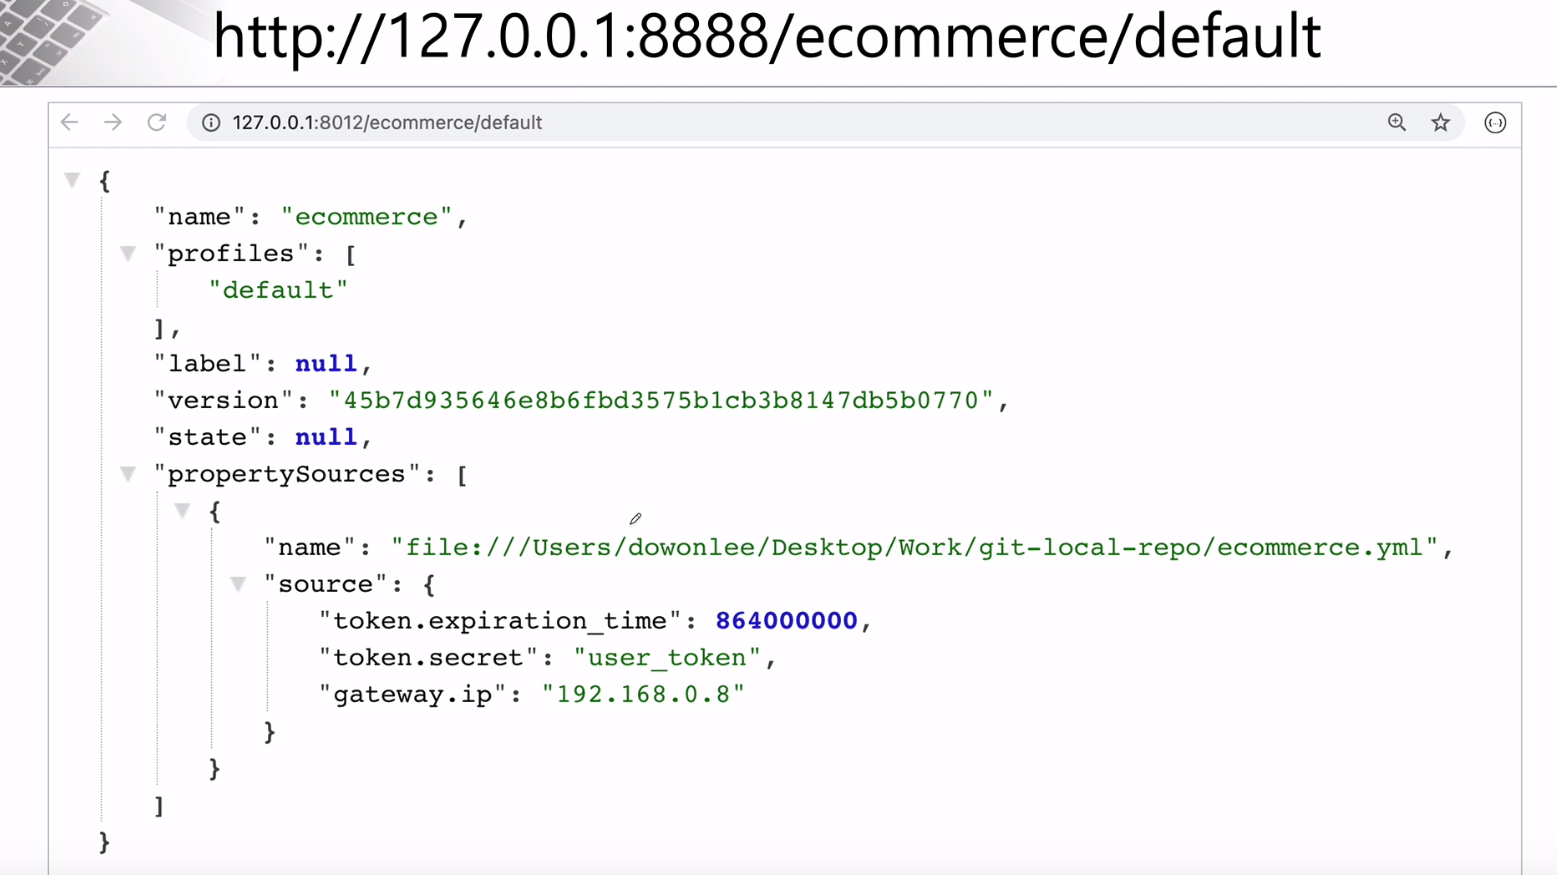 http://127.0.0.1:8888/ecommerce/default
127.0.0.1:8012/ecommerce/default
{
"name": "ecommerce",
"profiles": [
"default"
],
"label": null,
"version": "45b7d935646e8b6fbd3575b1cb3b8147db5b0770",
"state": null,
"propertySources": [
{
"name": "file:///Users/dowonlee/Desktop/Work/git-local-repo/ecommerce.yml",
"source": {
"token.expiration_time": 864000000,
"token.secret": "user_token",
"gateway.ip": "192.168.0.8"
}
}
]
}